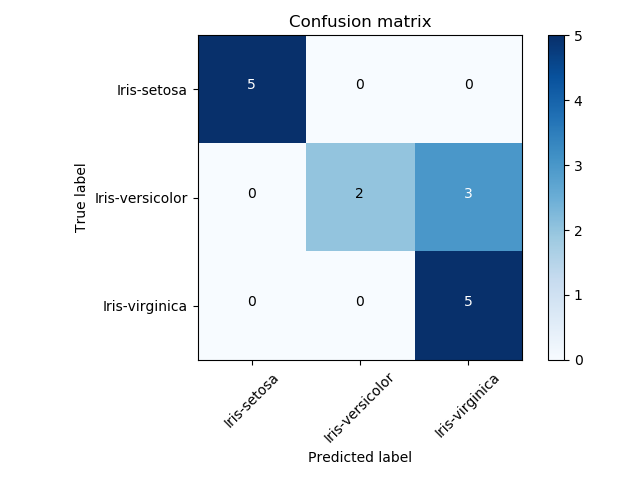 Confusion matrix
True label
Iris-setosa
5 0 0
Iris-versicolor
0 2 3
Iris-virginica
0 0 5
Iris-setosa
Iris-versicolor
Iris-virginica
Predicted label
5
4
3
2
1
0